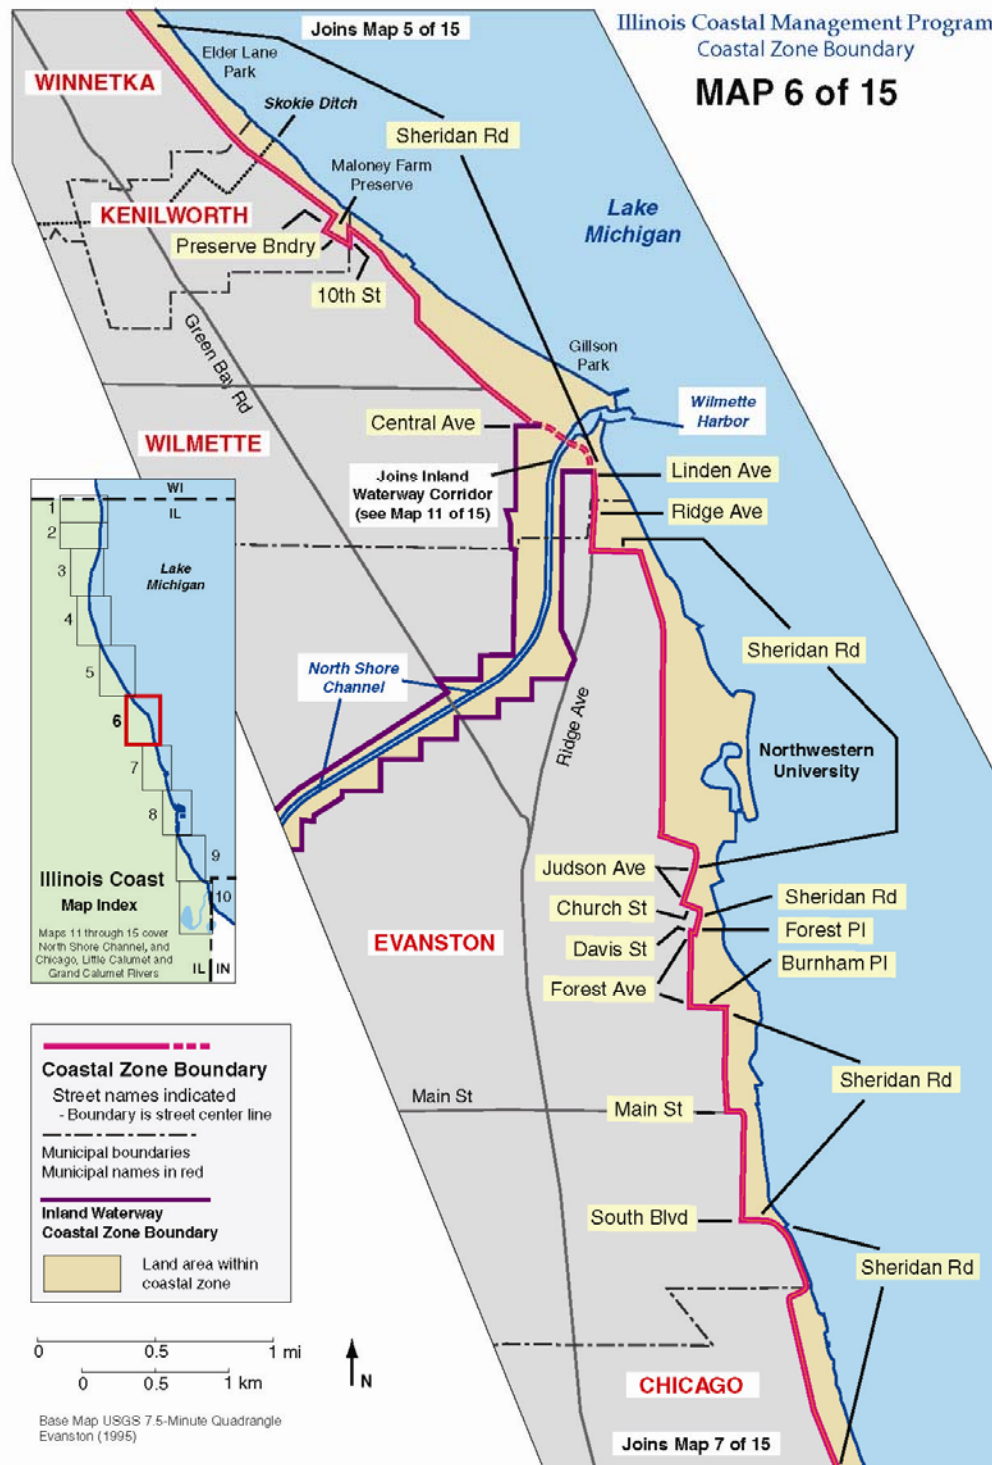 Joins Map 5 of 15
Illinois Coastal Management Program
Coastal Zone Boundary
MAP 6 of 15
Elder Lane
Park
WINNETKA
Skokie Ditch
Sheridan Rd
Maloney Farm
Preserve
KENILWORTH
Lake
Michigan
Preserve Bndry
10th St
Green Bay Rd
Gillson
Park
Wilmette
Harbor
Central Ave
WILMETTE
Joins Inland
Waterway Corridor
(see Map 11 of 15)
Linden Ave
Ridge Ave
Sheridan Rd
North Shore
Channel
Ridge Ave
Northwestern
University
Judson Ave
Church St
Davis St
Forest Ave
Sheridan Rd
Forest Pl
Burnham Pl
EVANSTON
Sheridan Rd
Main St
Main St
South Blvd
Sheridan Rd
CHICAGO
Joins Map 7 of 15
WI
IL
1
2
3
4
5
6
7
8
9
10
Lake
Michigan
Illinois Coast
Map Index
Maps 11 through 15 cover
North Shore Channel, and
Chicago, Little Calumet and
Grand Calumet Rivers
IL
IN
Coastal Zone Boundary
Street names indicated
- Boundary is street center line
Municipal boundaries
Municipal names in red
Inland Waterway
Coastal Zone Boundary
Land area within
coastal zone
0 0.5 1 mi
0 0.5 1 km
N
Base Map USGS 7.5-Minute Quadrangle
Evanston (1995)